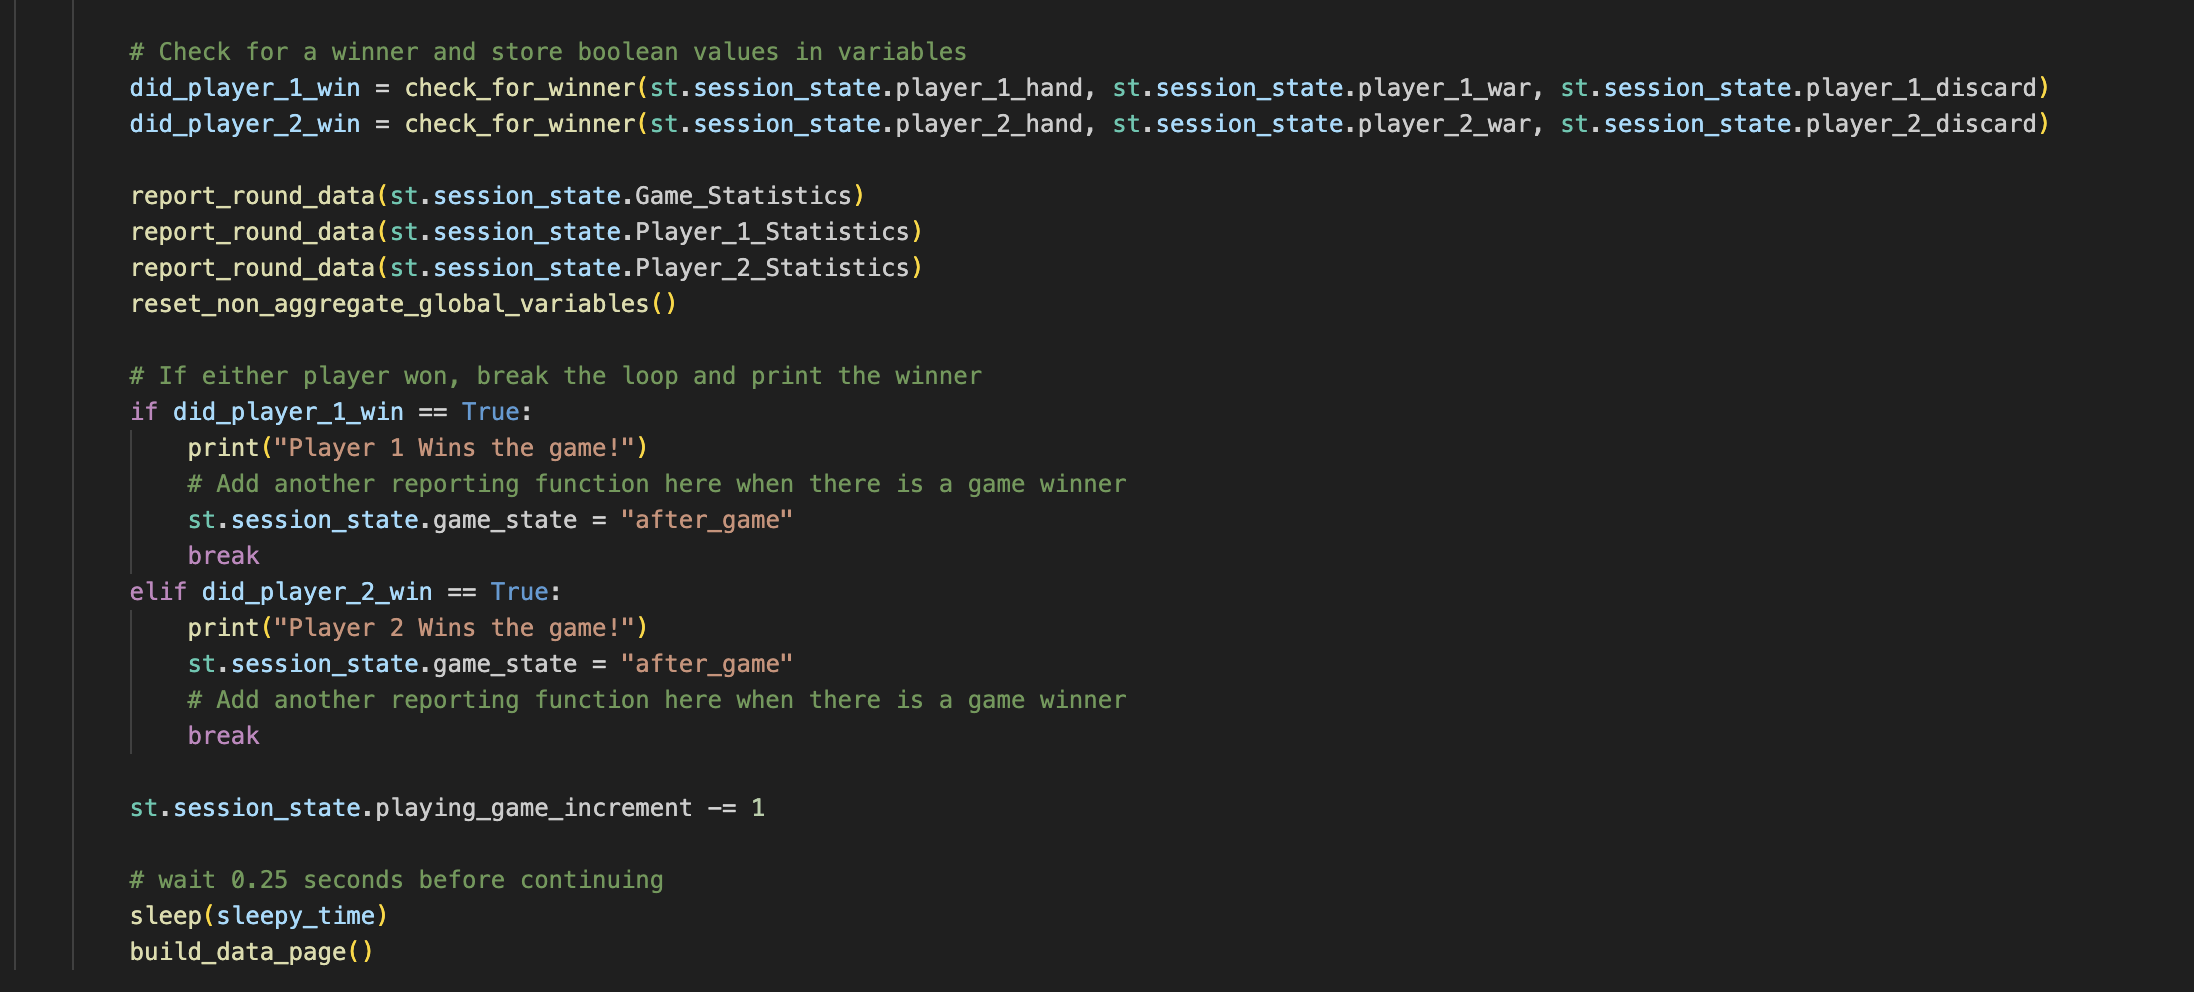 # Check for a winner and store boolean values in variables
did_player_1_win = check_for_winner(st.session_state.player_1_hand, st.session_state.player_1_war, st.session_state.player_1_discard)
did_player_2_win = check_for_winner(st.session_state.player_2_hand, st.session_state.player_2_war, st.session_state.player_2_discard)
report_round_data(st.session_state.Game_Statistics)
report_round_data(st.session_state.Player_1_Statistics)
report_round_data(st.session_state.Player_2_Statistics)
reset_non_aggregate_global_variables()
# If either player won, break the loop and print the winner
if did_player_1_win == True:
    print("Player 1 Wins the game!")
    # Add another reporting function here when there is a game winner
    st.session_state.game_state = "after_game"
    break
elif did_player_2_win == True:
    print("Player 2 Wins the game!")
    st.session_state.game_state = "after_game"
    # Add another reporting function here when there is a game winner
    break
st.session_state.playing_game_increment -= 1
# wait 0.25 seconds before continuing
sleep(sleepy_time)
build_data_page()